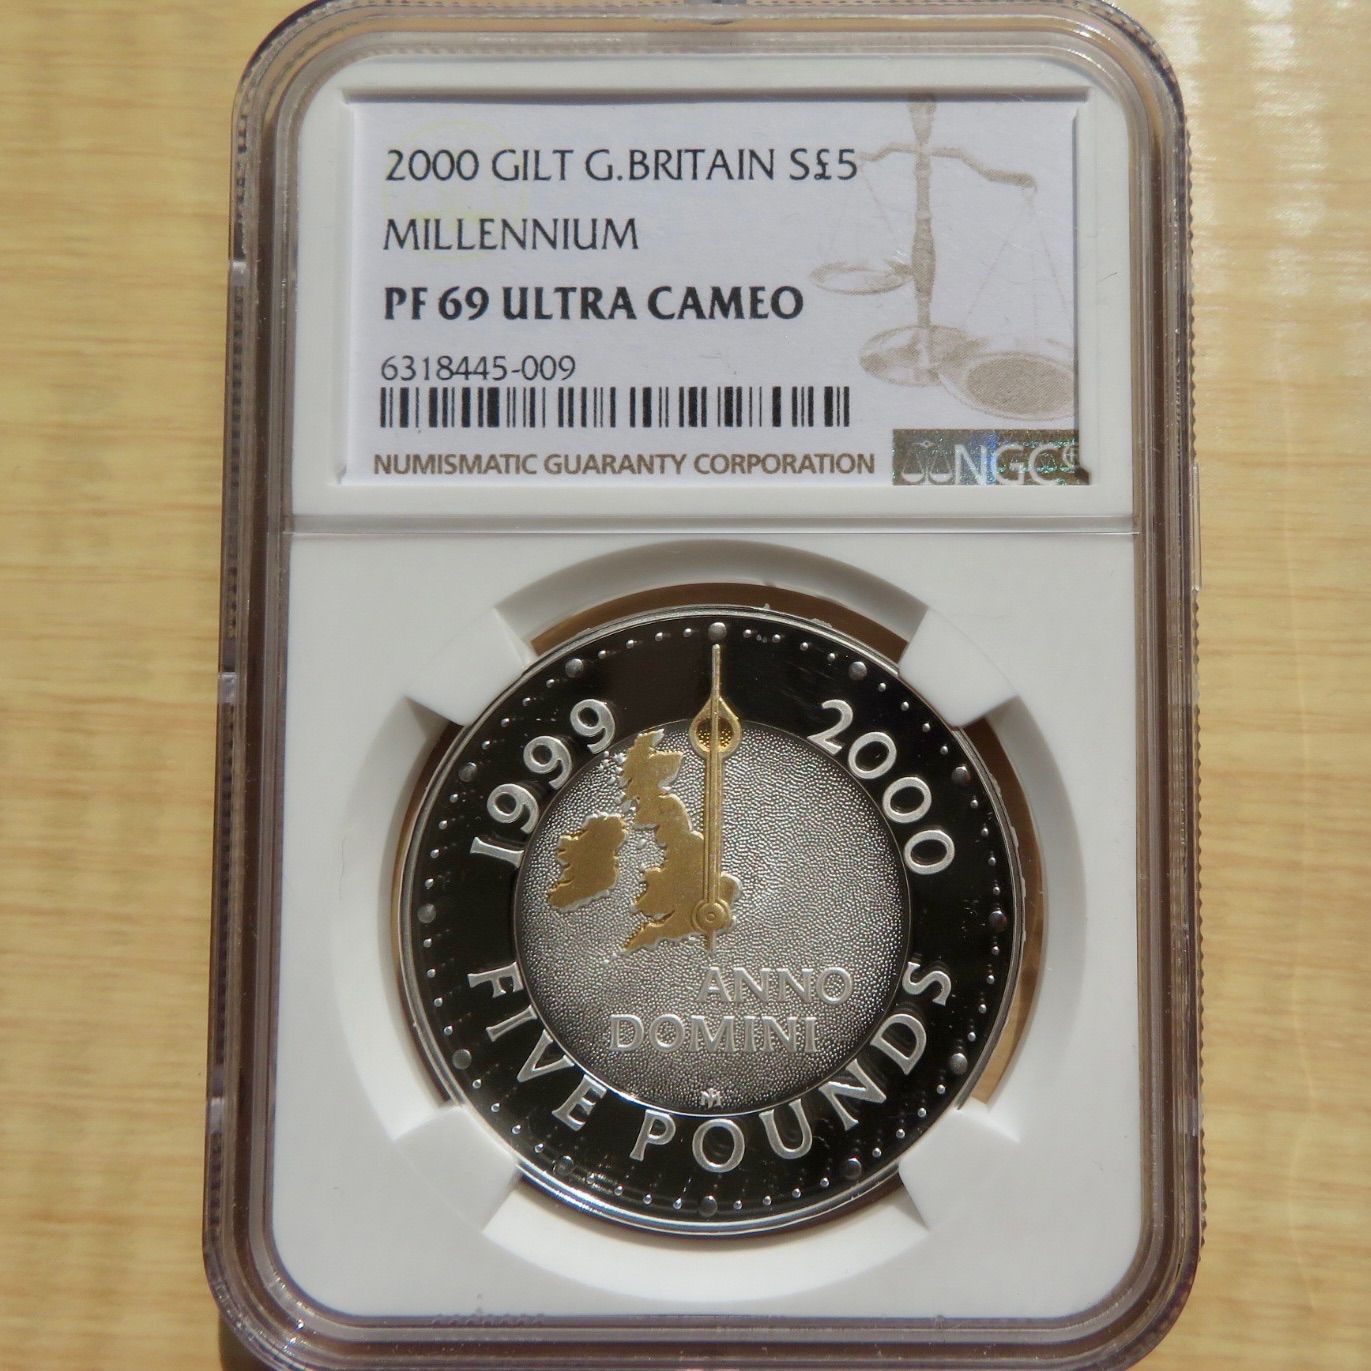 2000 GILT G.BRITAIN S£5
MILLENNIUM
PF 69 ULTRA CAMEO
6318445-009
NUMISMATIC GUARANTY CORPORATION
NGC
1999 2000
ANNO
DOMINI
FIVE POUNDS